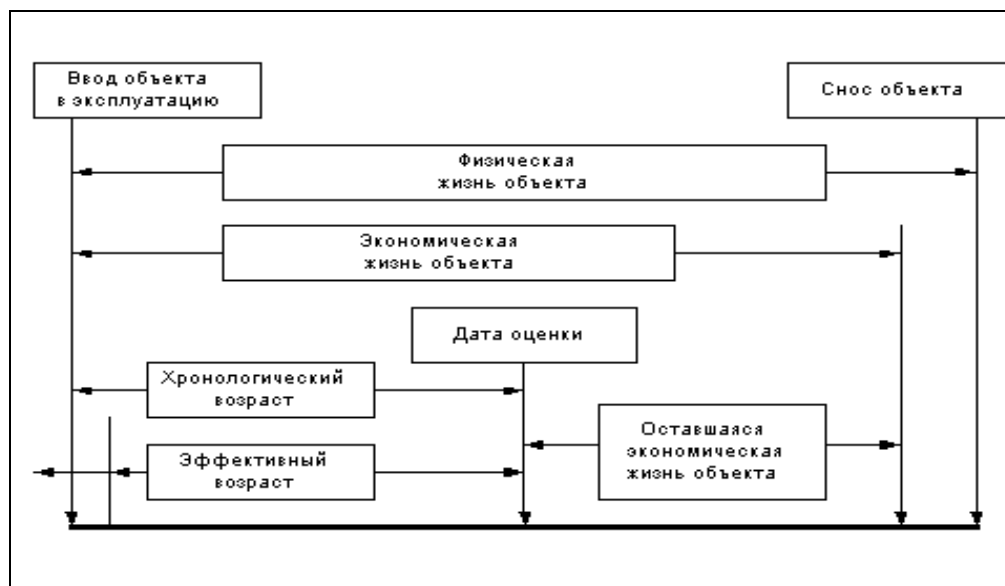 Ввод объекта
в эксплуатацию
Снос объекта
Физическая
жизнь объекта
Экономическая
жизнь объекта
Дата оценки
Хронологический
возраст
Оставшаяся
экономическая
жизнь объекта
Эффективный
возраст